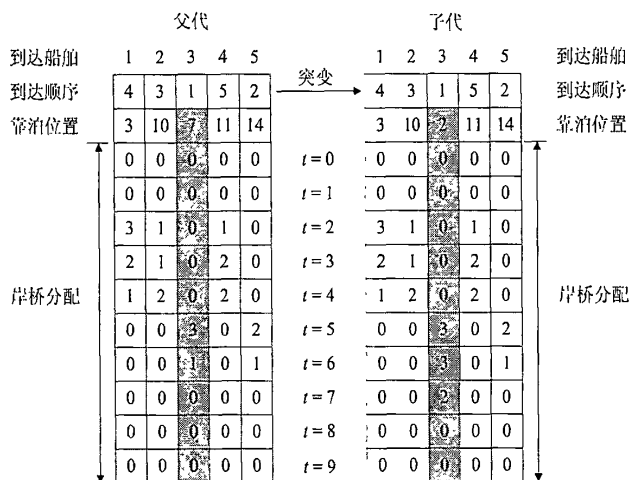 父代 子代
到达船舶 1 2 3 4 5 1 2 3 4 5 到达船舶
到达顺序 4 3 1 5 2 突变 4 3 1 5 2 到达顺序
靠泊位置 3 10 7 11 14 3 10 2 11 14 靠泊位置
0 0 0 0 0 t=0 0 0 0 0 0
0 0 0 0 0 t=1 0 0 0 0 0
3 1 0 1 0 t=2 3 1 0 1 0
2 1 0 2 0 t=3 2 1 0 2 0
岸桥分配 1 2 0 2 0 t=4 1 2 0 2 0 岸桥分配
0 0 3 0 2 t=5 0 0 3 0 2
0 0 1 0 1 t=6 0 0 3 0 1
0 0 0 0 0 t=7 0 0 2 0 0
0 0 0 0 0 t=8 0 0 0 0 0
0 0 0 0 0 t=9 0 0 0 0 0